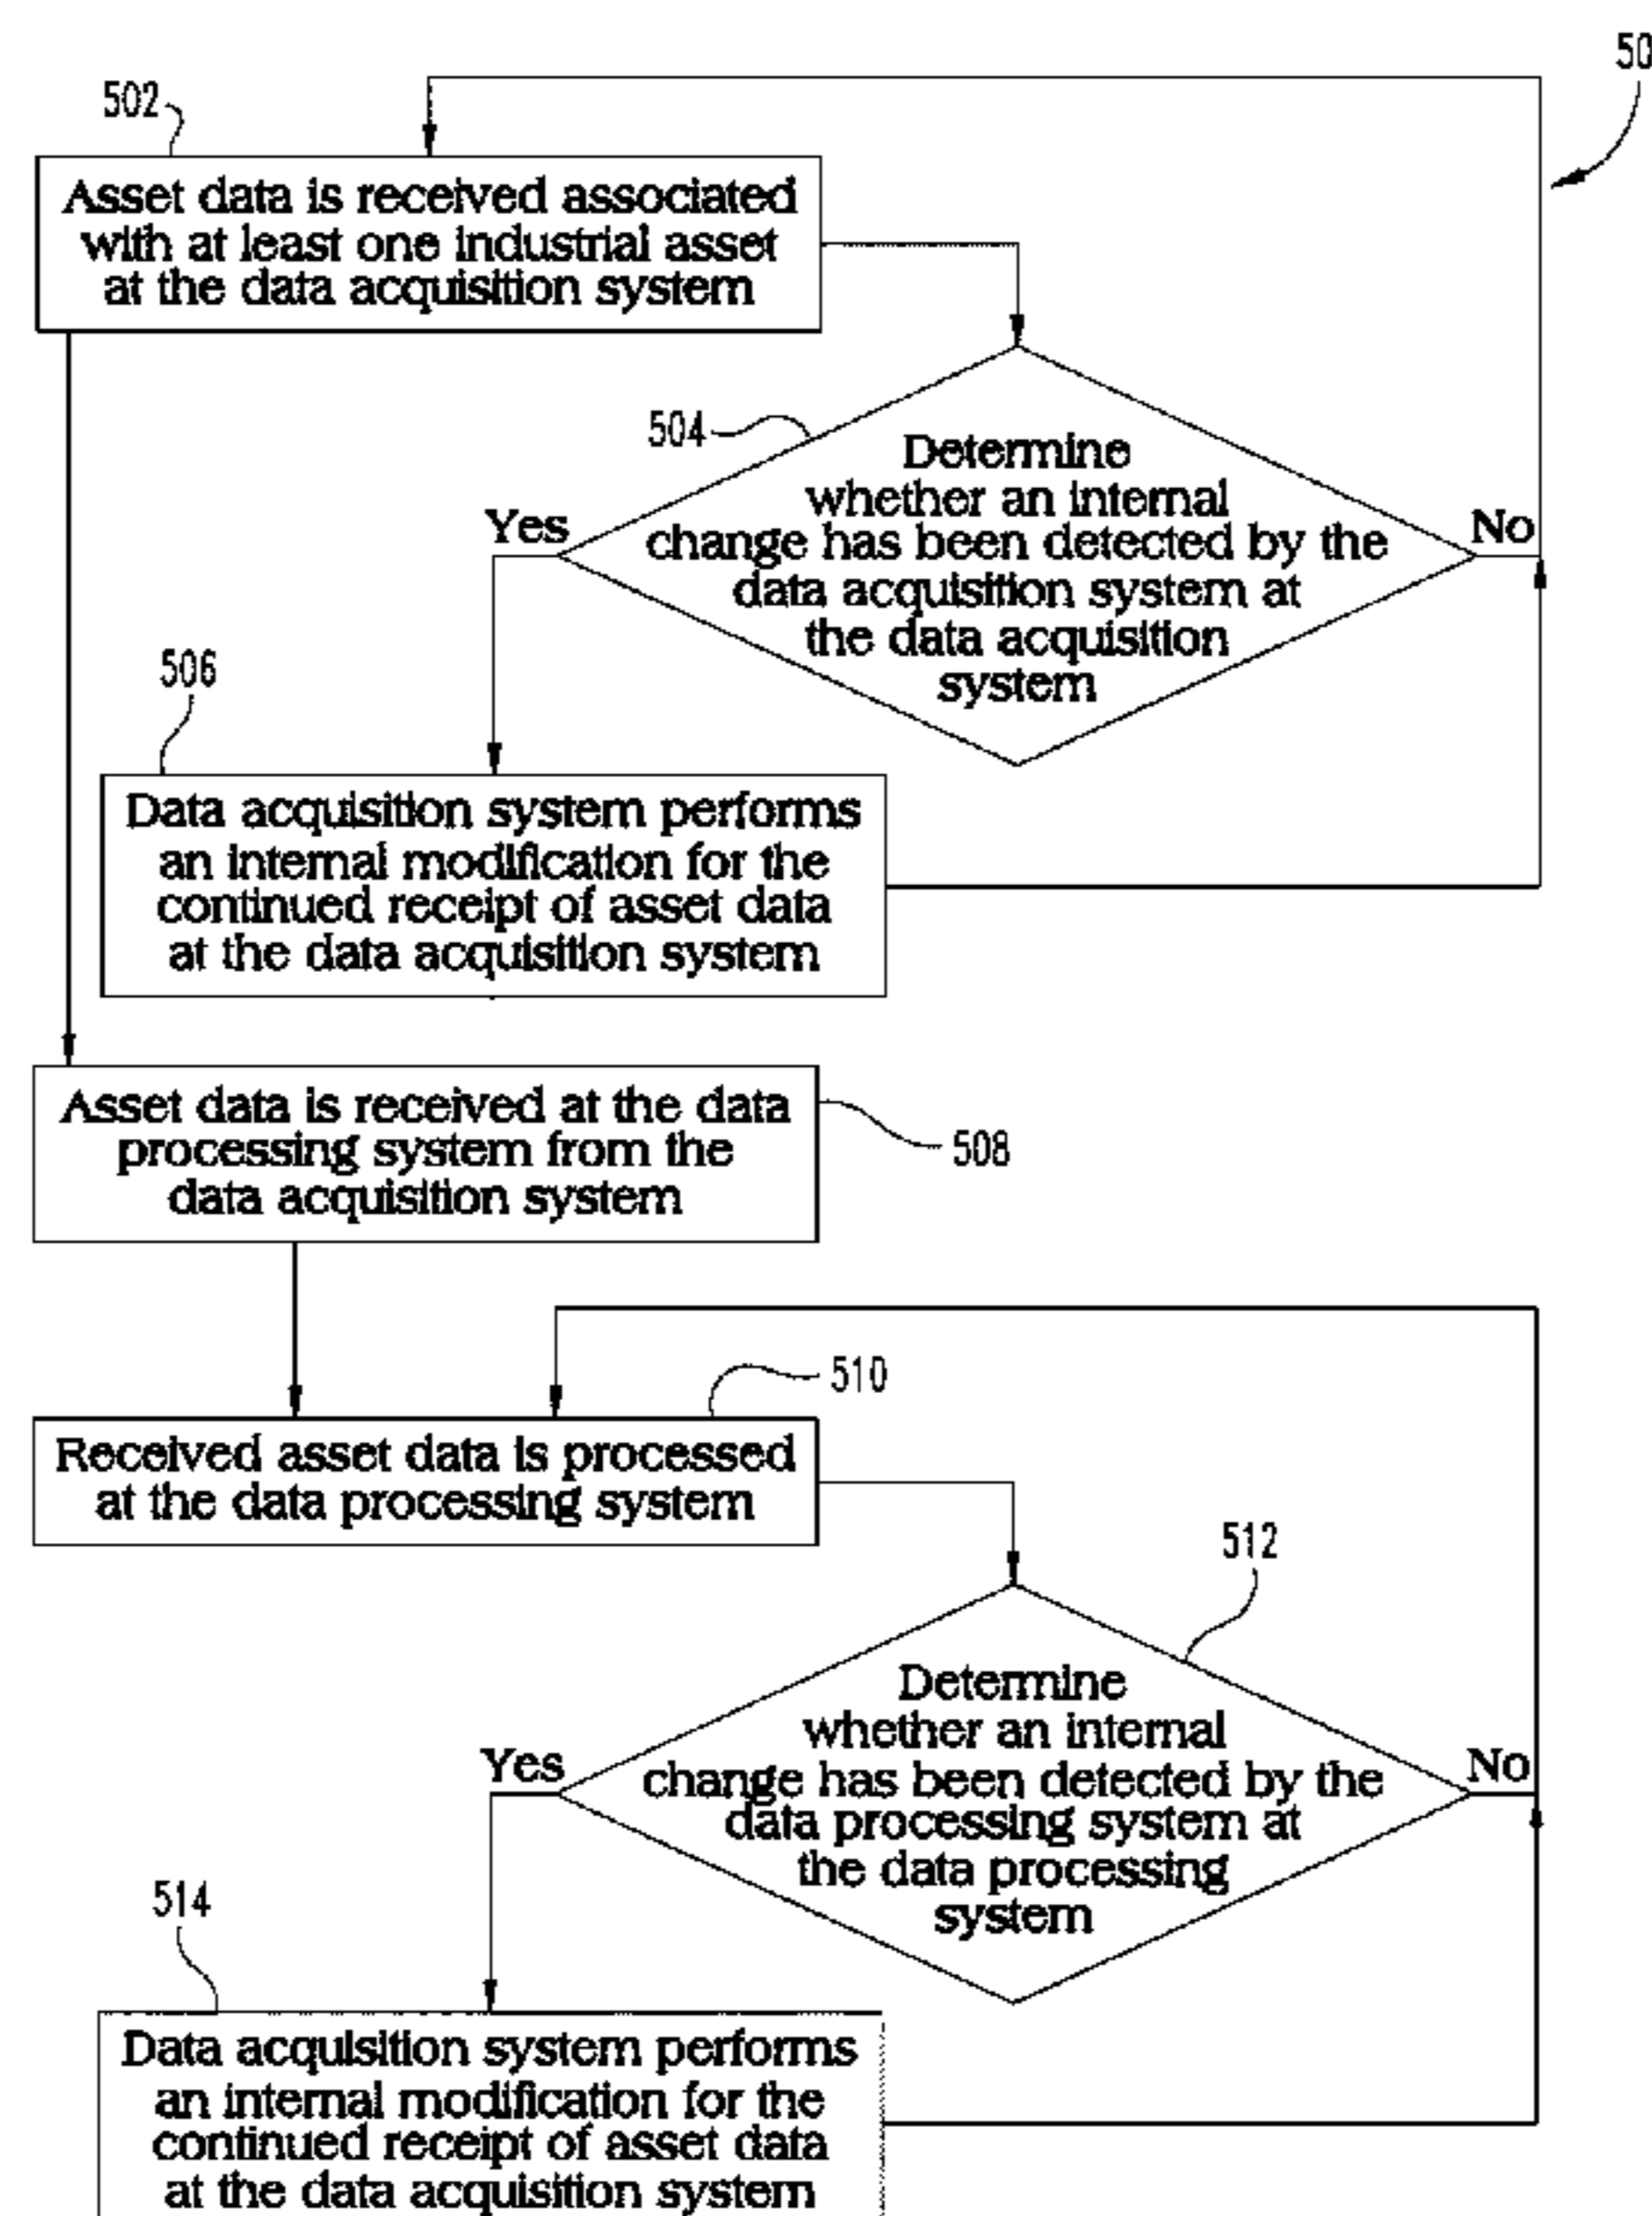 50
502
Asset data is received associated
with at least one industrial asset
at the data acquisition system
504
Determine
whether an internal
change has been detected by the
data acquisition system at
the data acquisition
system
Yes
No
506
Data acquisition system performs
an internal modification for the
continued receipt of asset data
at the data acquisition system
Asset data is received at the data
processing system from the
data acquisition system
508
510
Received asset data is processed
at the data processing system
512
Determine
whether an internal
change has been detected by the
data processing system at
the data processing
system
Yes
No
514
Data acquisition system performs
an internal modification for the
continued receipt of asset data
at the data acquisition system